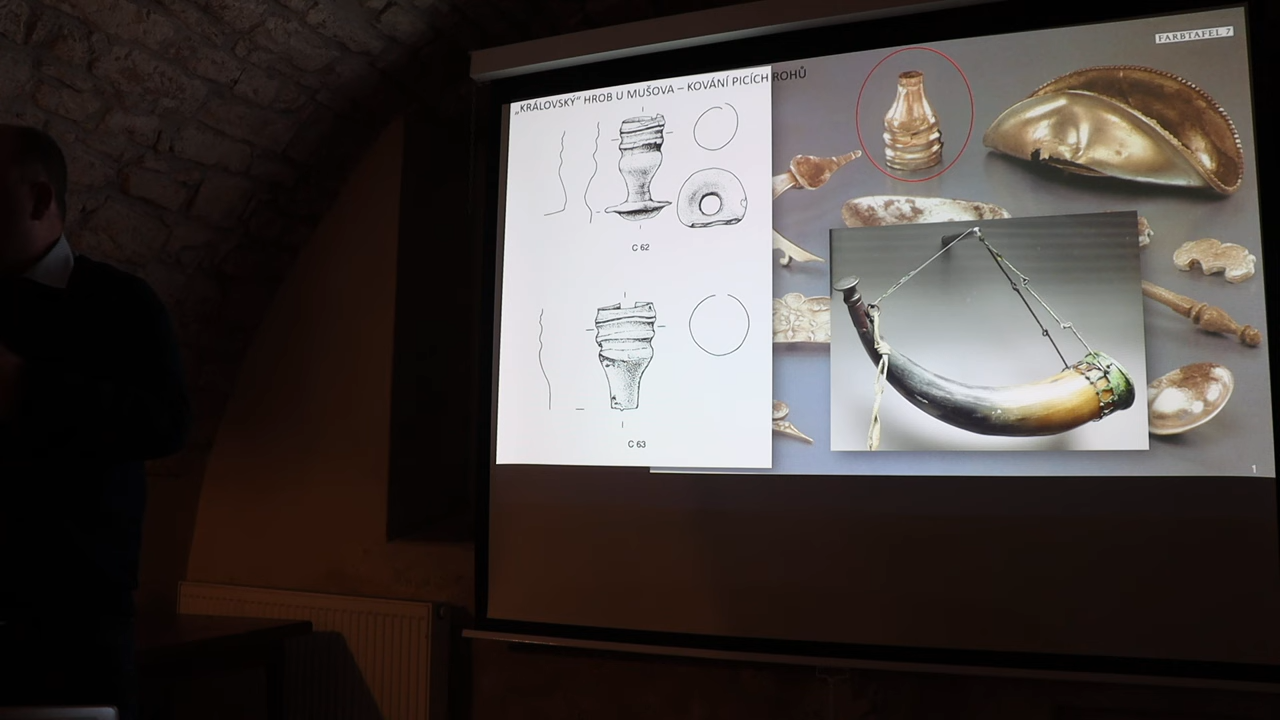 „KRÁLOVSKÝ“ HROB U MUŠOVA – KOVÁNÍ PICÍCH ROHŮ
FARBTAFEL 7
C 62
C 63
1